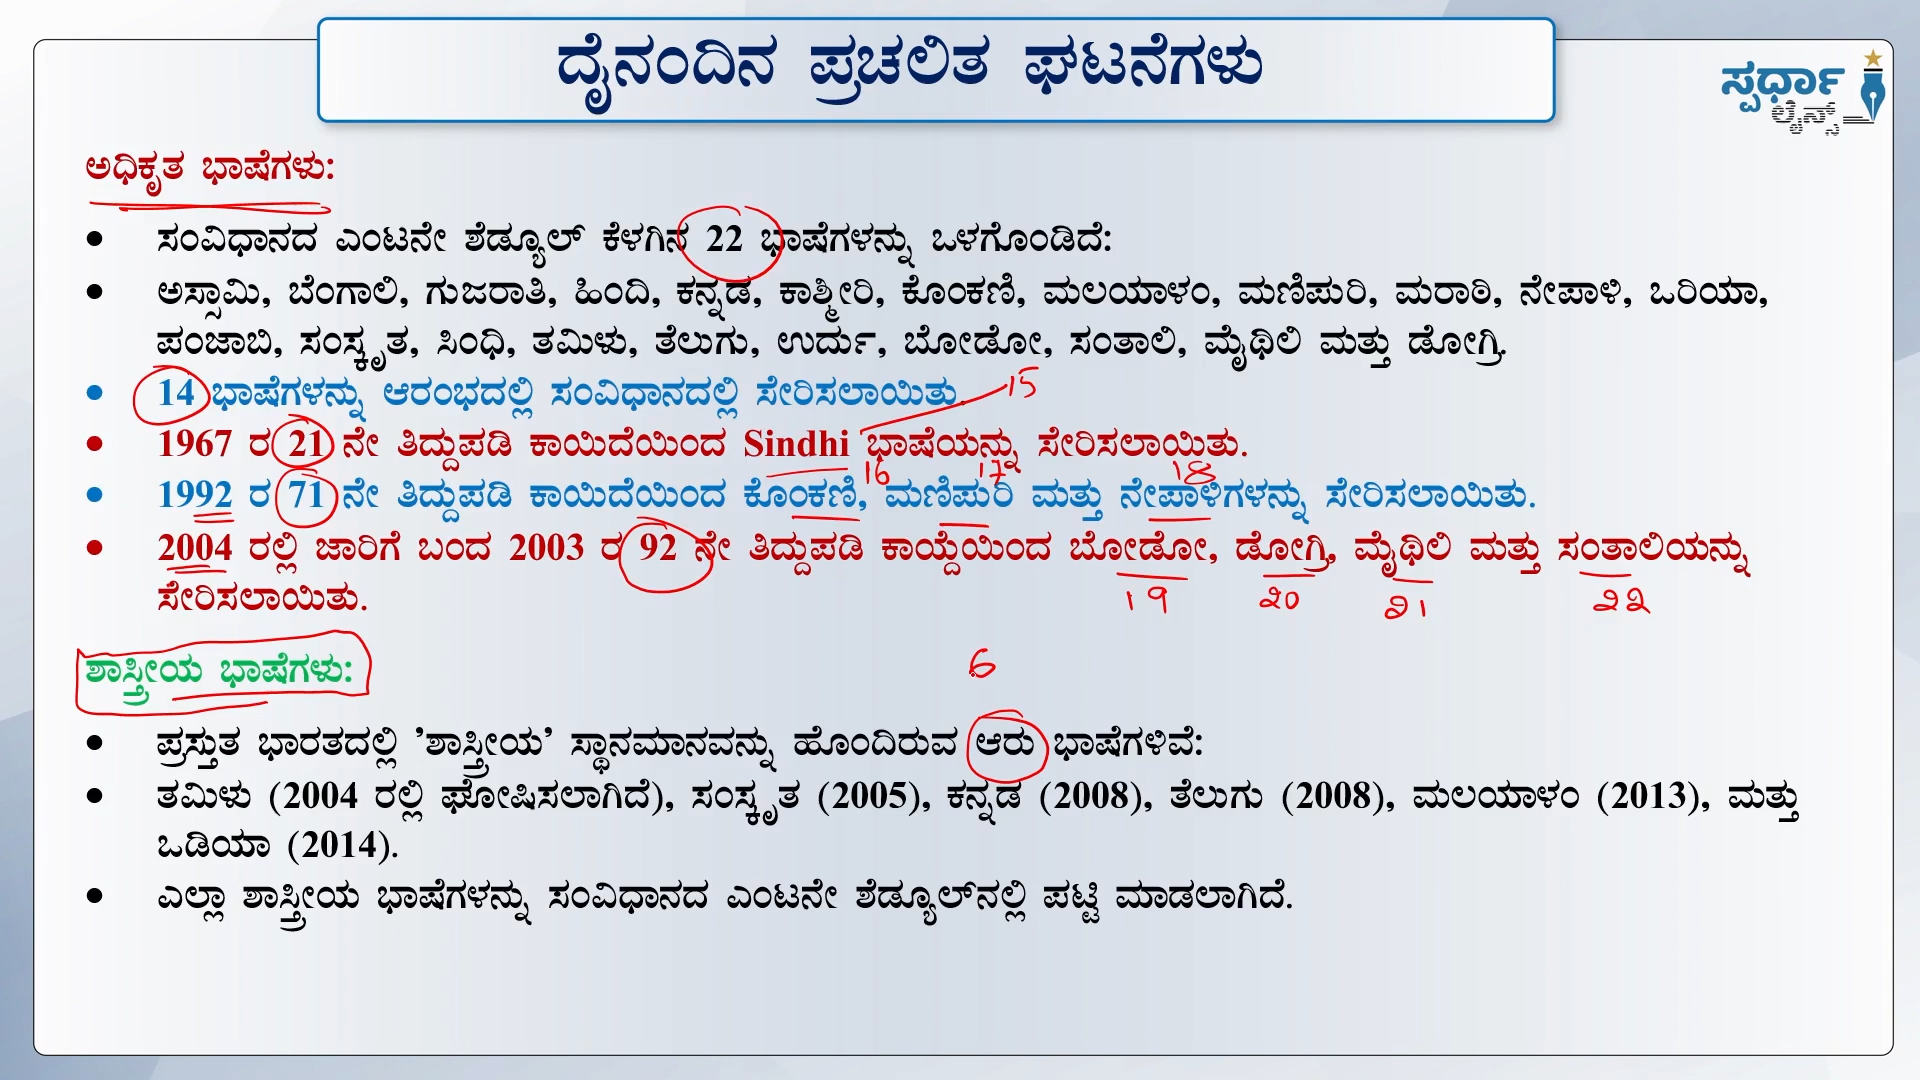 ದೈನಂದಿನ ಪ್ರಚಲಿತ ಘಟನೆಗಳು
ಸ್ಪರ್ಧಾ
ಲೈನ್ಸ್
ಅಧಿಕೃತ ಭಾಷೆಗಳು:
• ಸಂವಿಧಾನದ ಎಂಟನೇ ಶೆಡ್ಯೂಲ್ ಕೆಳಗಿನ 22 ಭಾಷೆಗಳನ್ನು ಒಳಗೊಂಡಿದೆ:
• ಅಸ್ಸಾಮಿ, ಬೆಂಗಾಲಿ, ಗುಜರಾತಿ, ಹಿಂದಿ, ಕನ್ನಡ, ಕಾಶ್ಮೀರಿ, ಕೊಂಕಣಿ, ಮಲಯಾಳಂ, ಮಣಿಪುರಿ, ಮರಾಠಿ, ನೇಪಾಳಿ, ಒರಿಯಾ,
ಪಂಜಾಬಿ, ಸಂಸ್ಕೃತ, ಸಿಂಧಿ, ತಮಿಳು, ತೆಲುಗು, ಉರ್ದು, ಬೋಡೋ, ಸಂತಾಲಿ, ಮೈಥಿಲಿ ಮತ್ತು ಡೋಗ್ರಿ.
• 14 ಭಾಷೆಗಳನ್ನು ಆರಂಭದಲ್ಲಿ ಸಂವಿಧಾನದಲ್ಲಿ ಸೇರಿಸಲಾಯಿತು. 15
• 1967 ರ 21 ನೇ ತಿದ್ದುಪಡಿ ಕಾಯಿದೆಯಿಂದ Sindhi ಭಾಷೆಯನ್ನು ಸೇರಿಸಲಾಯಿತು.
16 17 18
• 1992 ರ 71 ನೇ ತಿದ್ದುಪಡಿ ಕಾಯಿದೆಯಿಂದ ಕೊಂಕಣಿ, ಮಣಿಪುರಿ ಮತ್ತು ನೇಪಾಳಿಗಳನ್ನು ಸೇರಿಸಲಾಯಿತು.
• 2004 ರಲ್ಲಿ ಜಾರಿಗೆ ಬಂದ 2003 ರ 92 ನೇ ತಿದ್ದುಪಡಿ ಕಾಯ್ದೆಯಿಂದ ಬೋಡೋ, ಡೋಗ್ರಿ, ಮೈಥಿಲಿ ಮತ್ತು ಸಂತಾಲಿಯನ್ನು
ಸೇರಿಸಲಾಯಿತು. 19 20 21 22
ಶಾಸ್ತ್ರೀಯ ಭಾಷೆಗಳು: 6
• ಪ್ರಸ್ತುತ ಭಾರತದಲ್ಲಿ 'ಶಾಸ್ತ್ರೀಯ' ಸ್ಥಾನಮಾನವನ್ನು ಹೊಂದಿರುವ ಆರು ಭಾಷೆಗಳಿವೆ:
• ತಮಿಳು (2004 ರಲ್ಲಿ ಘೋಷಿಸಲಾಗಿದೆ), ಸಂಸ್ಕೃತ (2005), ಕನ್ನಡ (2008), ತೆಲುಗು (2008), ಮಲಯಾಳಂ (2013), ಮತ್ತು
ಒಡಿಯಾ (2014).
• ಎಲ್ಲಾ ಶಾಸ್ತ್ರೀಯ ಭಾಷೆಗಳನ್ನು ಸಂವಿಧಾನದ ಎಂಟನೇ ಶೆಡ್ಯೂಲ್‌ನಲ್ಲಿ ಪಟ್ಟಿ ಮಾಡಲಾಗಿದೆ.